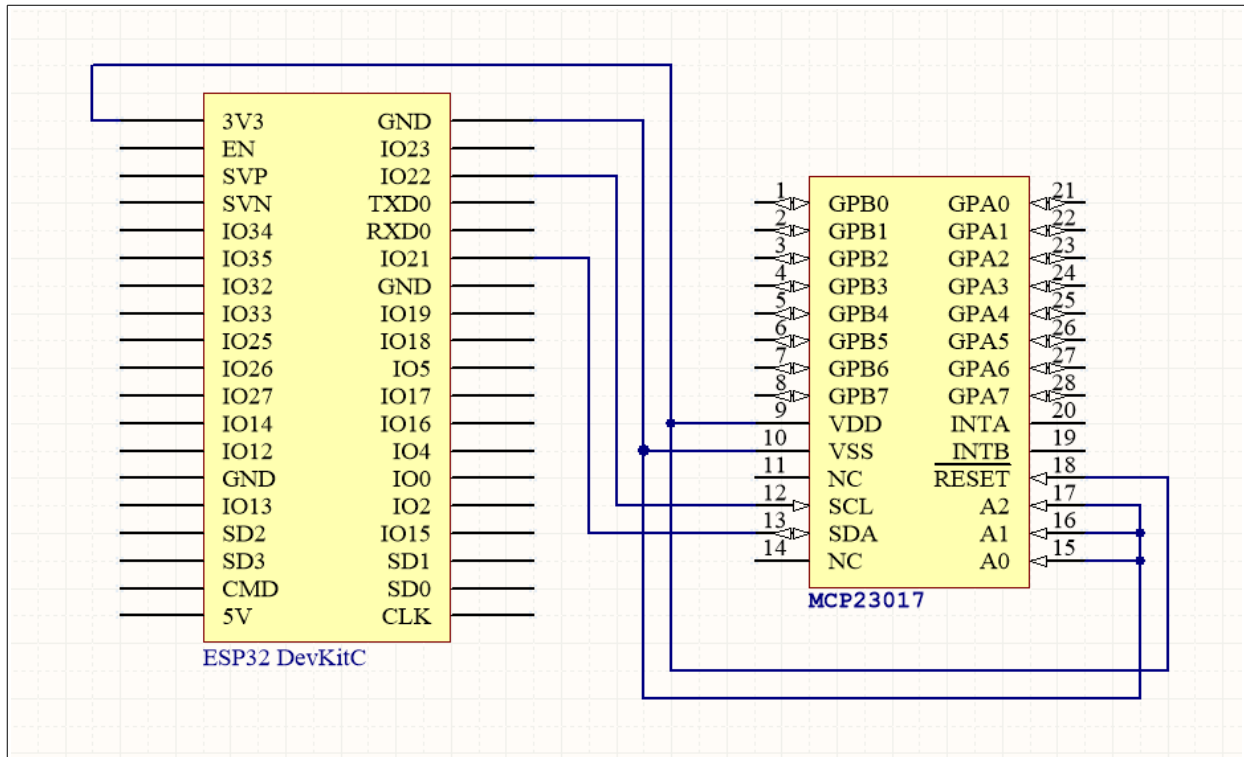 3V3 GND
EN IO23
SVP IO22
SVN TXD0
IO34 RXD0
IO35 IO21
IO32 GND
IO33 IO19
IO25 IO18
IO26 IO5
IO27 IO17
IO14 IO16
IO12 IO4
GND IO0
IO13 IO2
SD2 IO15
SD3 SD1
CMD SD0
5V CLK
ESP32 DevKitC
1 GPB0 GPA0 21
2 GPB1 GPA1 22
3 GPB2 GPA2 23
4 GPB3 GPA3 24
5 GPB4 GPA4 25
6 GPB5 GPA5 26
7 GPB6 GPA6 27
8 GPB7 GPA7 28
9 VDD INTA 20
10 VSS INTB 19
11 NC RESET 18
12 SCL A2 17
13 SDA A1 16
14 NC A0 15
MCP23017